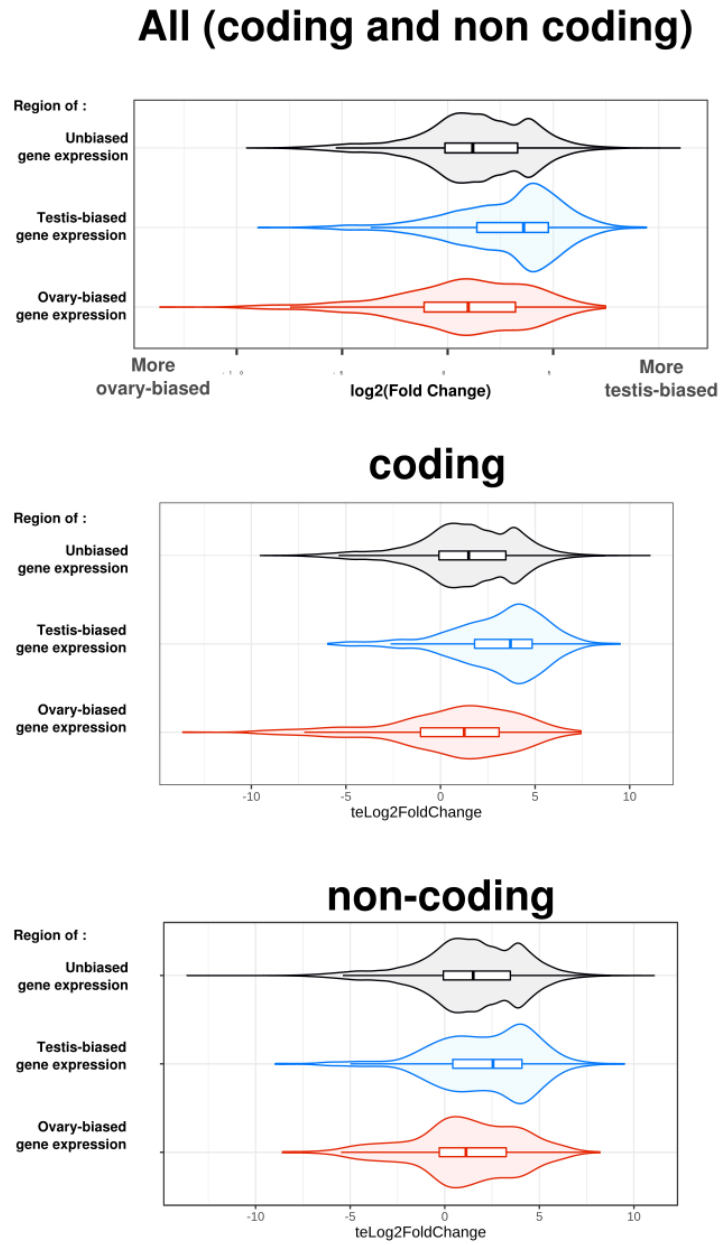 All (coding and non coding)
Region of :
Unbiased
gene expression
Testis-biased
gene expression
Ovary-biased
gene expression
More
ovary-biased
log2(Fold Change)
More
testis-biased
coding
Region of :
Unbiased
gene expression
Testis-biased
gene expression
Ovary-biased
gene expression
-10 -5 0 5 10
teLog2FoldChange
non-coding
Region of :
Unbiased
gene expression
Testis-biased
gene expression
Ovary-biased
gene expression
-10 -5 0 5 10
teLog2FoldChange